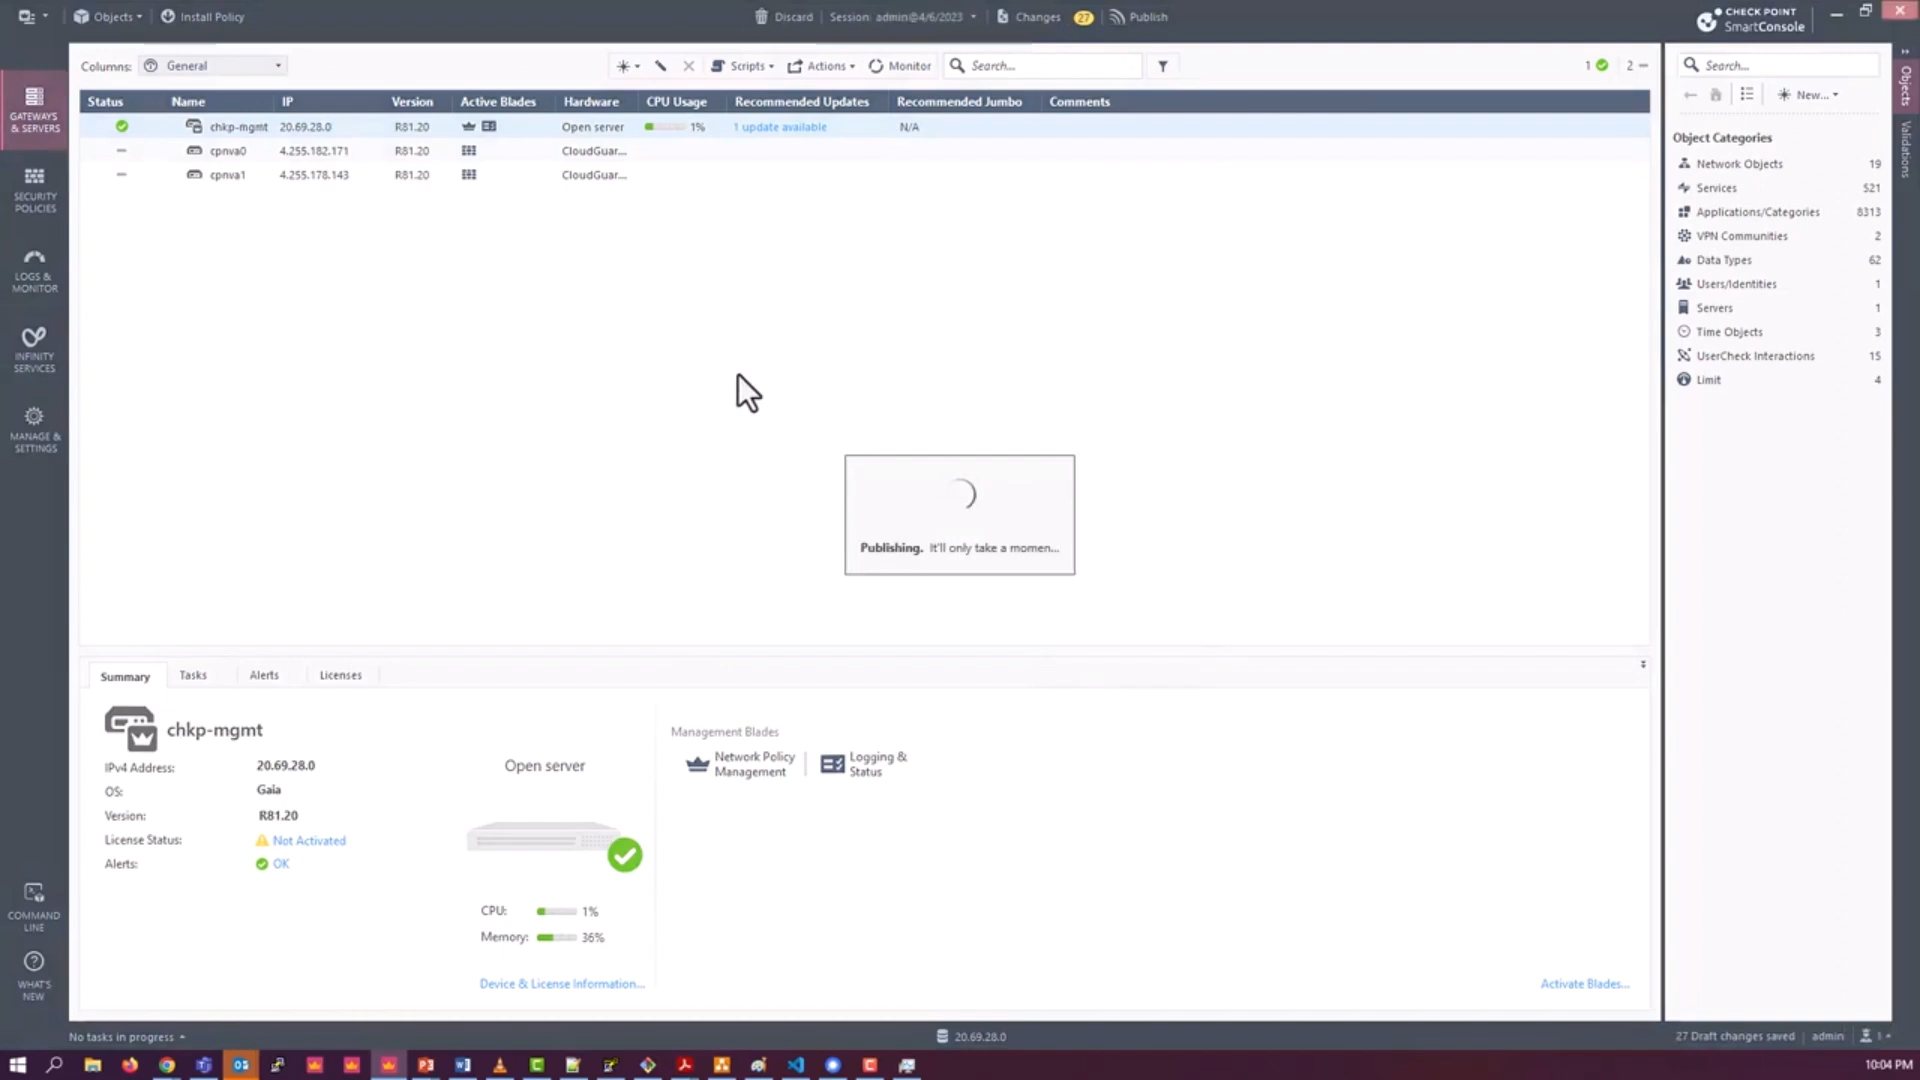 Objects
Install Policy
Discard
Session: admin@4/6/2023
Changes
27
Publish
CHECK POINT
SmartConsole
Columns:
General
Scripts
Actions
Monitor
Search...
1
2
Status Name IP Version Active Blades Hardware CPU Usage Recommended Updates Recommended Jumbo Comments
chkp-mgmt 20.69.28.0 R81.20 Open server 1% 1 update available N/A
cpnva0 4.255.182.171 R81.20 CloudGuar...
cpnva1 4.255.178.143 R81.20 CloudGuar...
GATEWAYS
& SERVERS
SECURITY
POLICIES
LOGS &
MONITOR
INFINITY
SERVICES
MANAGE &
SETTINGS
COMMAND
LINE
WHAT'S
NEW
Publishing. It'll only take a momen...
Summary Tasks Alerts Licenses
chkp-mgmt
IPv4 Address: 20.69.28.0
OS: Gaia
Version: R81.20
License Status: Not Activated
Alerts: OK
Open server
CPU: 1%
Memory: 36%
Device & License Information...
Management Blades
Network Policy
Management
Logging &
Status
Activate Blades...
Search...
New...
Object Categories
Network Objects 19
Services 521
Applications/Categories 8313
VPN Communities 2
Data Types 62
Users/Identities 1
Servers 1
Time Objects 3
UserCheck Interactions 15
Limit 4
Objects
Validations
No tasks in progress
20.69.28.0
27 Draft changes saved
admin
1
10:04 PM